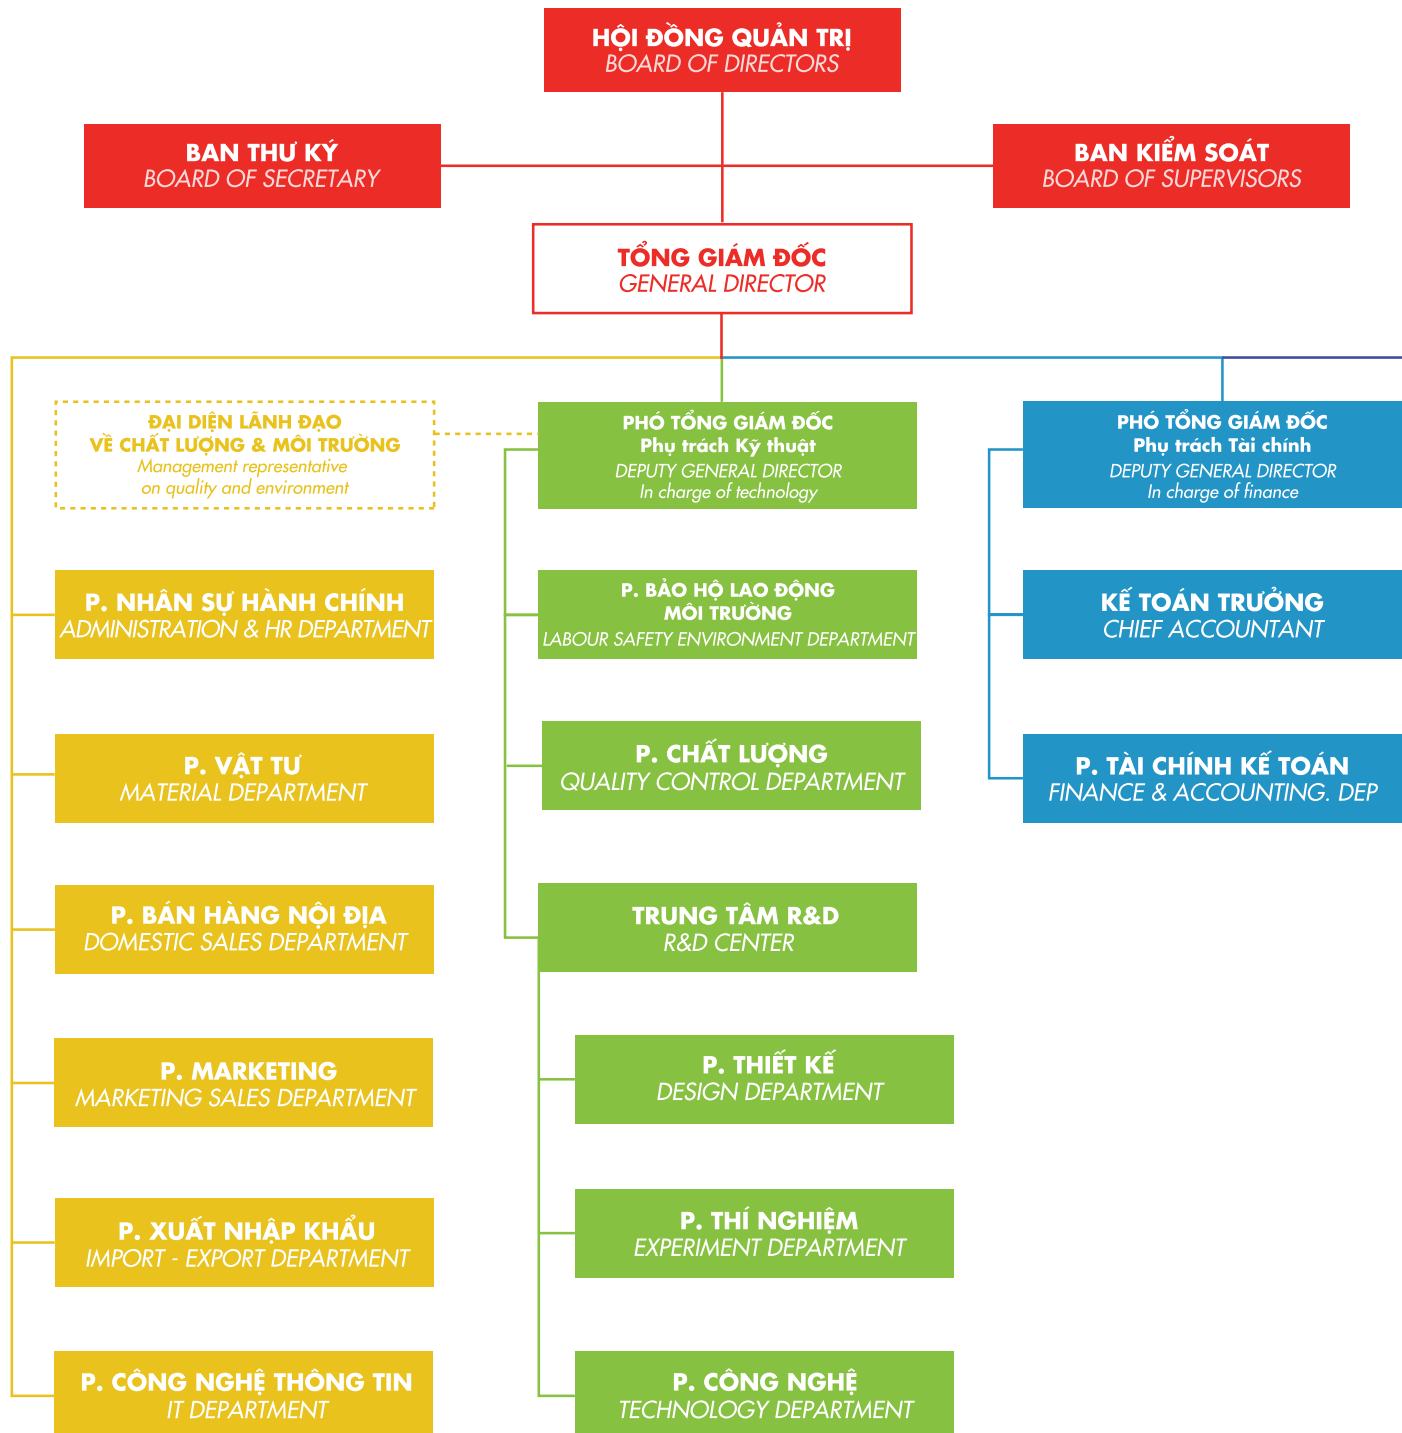 HỘI ĐỒNG QUẢN TRỊ
BOARD OF DIRECTORS
BAN THƯ KÝ
BOARD OF SECRETARY
BAN KIỂM SOÁT
BOARD OF SUPERVISORS
TỔNG GIÁM ĐỐC
GENERAL DIRECTOR
ĐẠI DIỆN LÃNH ĐẠO
VỀ CHẤT LƯỢNG & MÔI TRƯỜNG
Management representative
on quality and environment
PHÓ TỔNG GIÁM ĐỐC
Phụ trách Kỹ thuật
DEPUTY GENERAL DIRECTOR
In charge of technology
PHÓ TỔNG GIÁM ĐỐC
Phụ trách Tài chính
DEPUTY GENERAL DIRECTOR
In charge of finance
P. NHÂN SỰ HÀNH CHÍNH
ADMINISTRATION & HR DEPARTMENT
P. BẢO HỘ LAO ĐỘNG
MÔI TRƯỜNG
LABOUR SAFETY ENVIRONMENT DEPARTMENT
KẾ TOÁN TRƯỞNG
CHIEF ACCOUNTANT
P. VẬT TƯ
MATERIAL DEPARTMENT
P. CHẤT LƯỢNG
QUALITY CONTROL DEPARTMENT
P. TÀI CHÍNH KẾ TOÁN
FINANCE & ACCOUNTING. DEP
P. BÁN HÀNG NỘI ĐỊA
DOMESTIC SALES DEPARTMENT
TRUNG TÂM R&D
R&D CENTER
P. MARKETING
MARKETING SALES DEPARTMENT
P. THIẾT KẾ
DESIGN DEPARTMENT
P. XUẤT NHẬP KHẨU
IMPORT - EXPORT DEPARTMENT
P. THÍ NGHIỆM
EXPERIMENT DEPARTMENT
P. CÔNG NGHỆ THÔNG TIN
IT DEPARTMENT
P. CÔNG NGHỆ
TECHNOLOGY DEPARTMENT